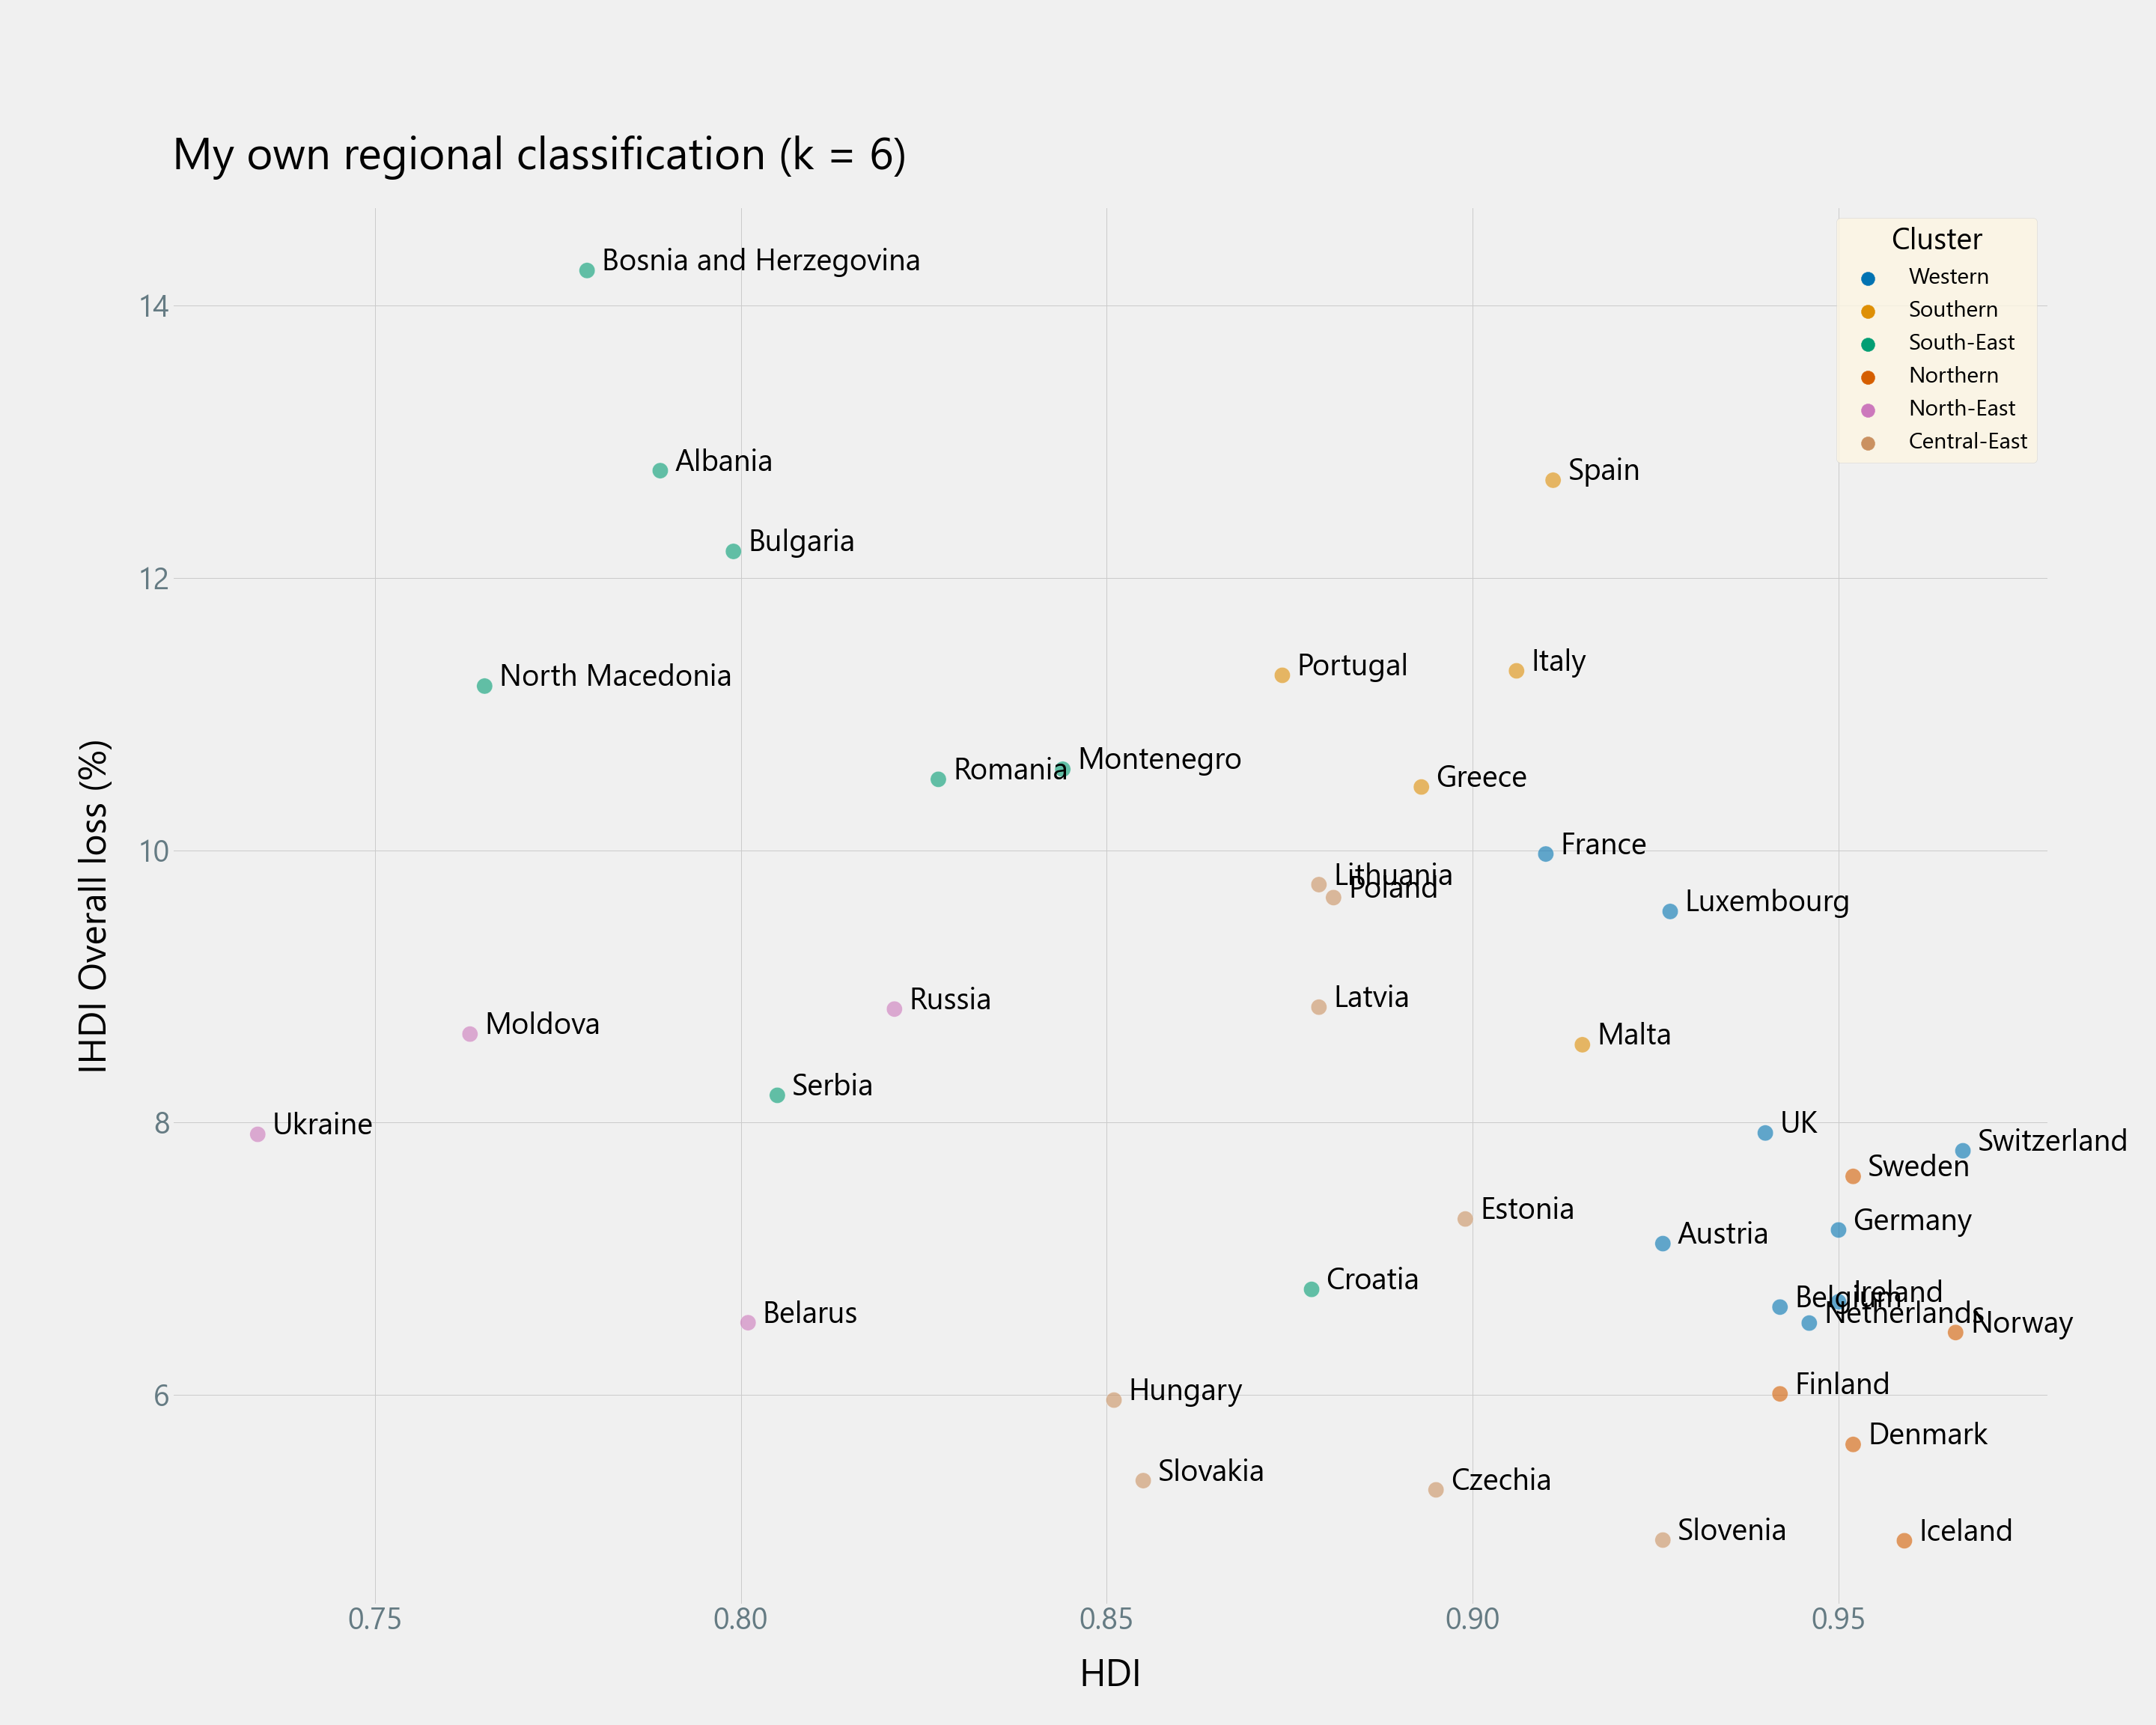 My own regional classification (k = 6)
Cluster
Western
Southern
South-East
Northern
North-East
Central-East
Bosnia and Herzegovina
14
Albania
Spain
Bulgaria
12
Italy
Portugal
North Macedonia
Montenegro
Romania
Greece
10
France
Lithuania
Poland
Luxembourg
Latvia
Russia
Moldova
Malta
Serbia
8
Ukraine
UK
Switzerland
Sweden
Estonia
Germany
Austria
Croatia
Ireland
Belgium
Netherlands
Belarus
Norway
Finland
6
Hungary
Denmark
Slovakia
Czechia
Slovenia
Iceland
0.75
0.80
0.85
0.90
0.95
HDI
IHDI Overall loss (%)